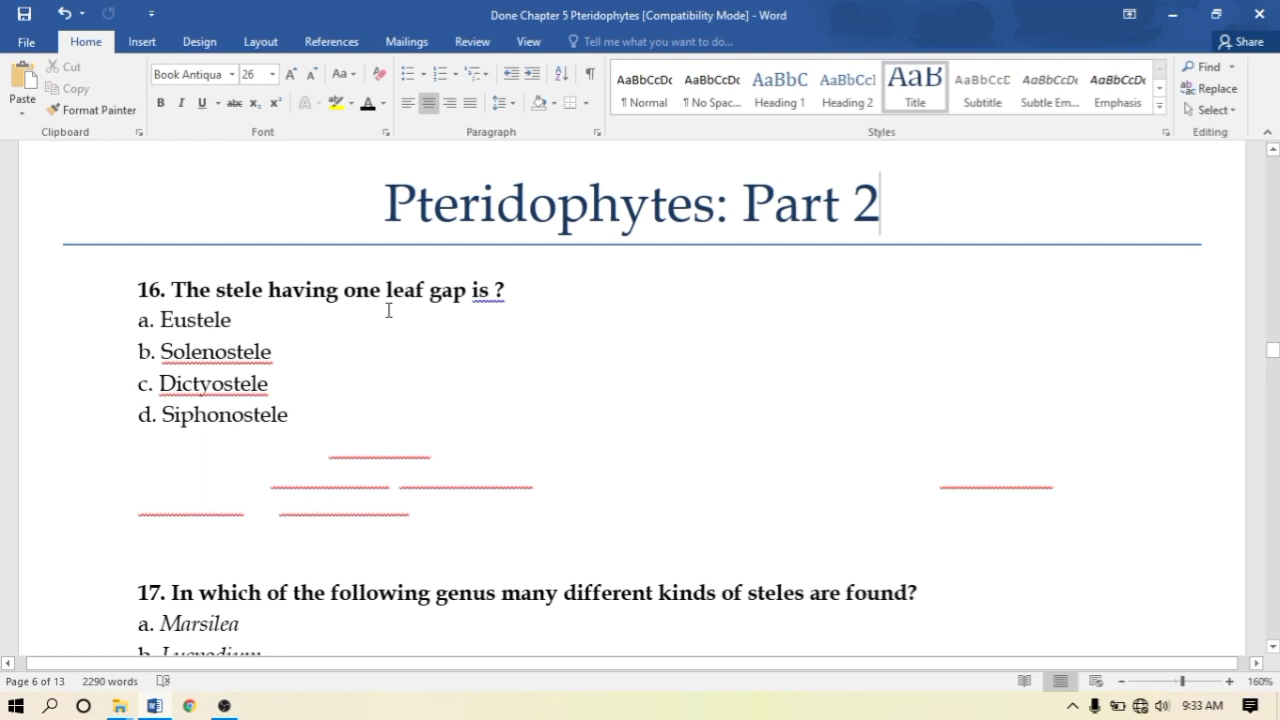 Done Chapter 5 Pteridophytes [Compatibility Mode] - Word
File Home Insert Design Layout References Mailings Review View Tell me what you want to do... Share
Paste
Cut
Copy
Format Painter
Clipboard
Book Antiqua 26
Font
Paragraph
AaBbCcDc AaBbCcDc AaBbC AaBbCcI AaB AaBbCcC AaBbCcDc AaBbCcDc
¶ Normal ¶ No Spac... Heading 1 Heading 2 Title Subtitle Subtle Em... Emphasis
Styles
Find
Replace
Select
Editing
Pteridophytes: Part 2
16. The stele having one leaf gap is ?
a. Eustele
b. Solenostele
c. Dictyostele
d. Siphonostele
17. In which of the following genus many different kinds of steles are found?
a. Marsilea
b. Lycpodium
Page 6 of 13 2290 words 160%
9:33 AM